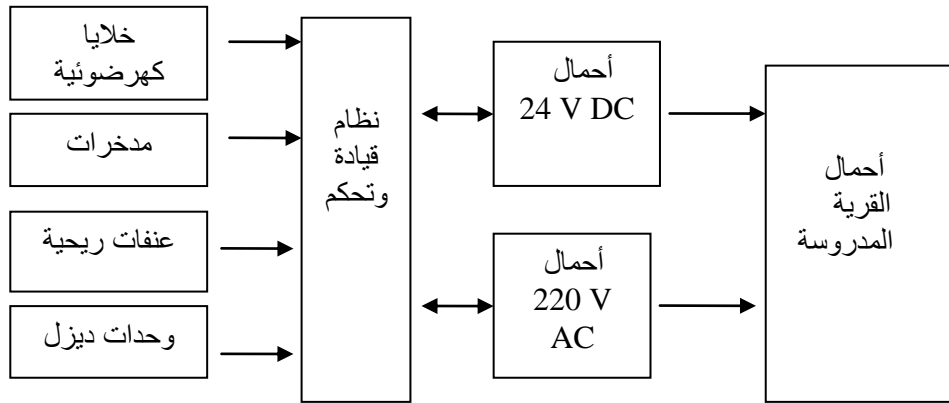 خلايا
كهرضوئية
مدخرات
عنفات ريحية
وحدات ديزل
نظام
قيادة
وتحكم
أحمال
24 V DC
أحمال
220 V
AC
أحمال
القرية
المدروسة